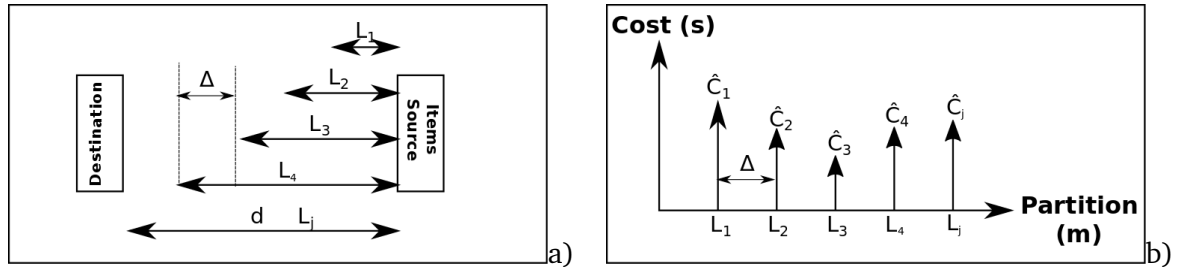 L₁
L₂
Δ
L₃
L₄
d Lⱼ
Destination
Items
Source
a)
Cost (s)
Ĉ₁
Ĉ₂
Ĉ₃
Ĉ₄
Ĉⱼ
Δ
L₁ L₂ L₃ L₄ Lⱼ
Partition
(m)
b)